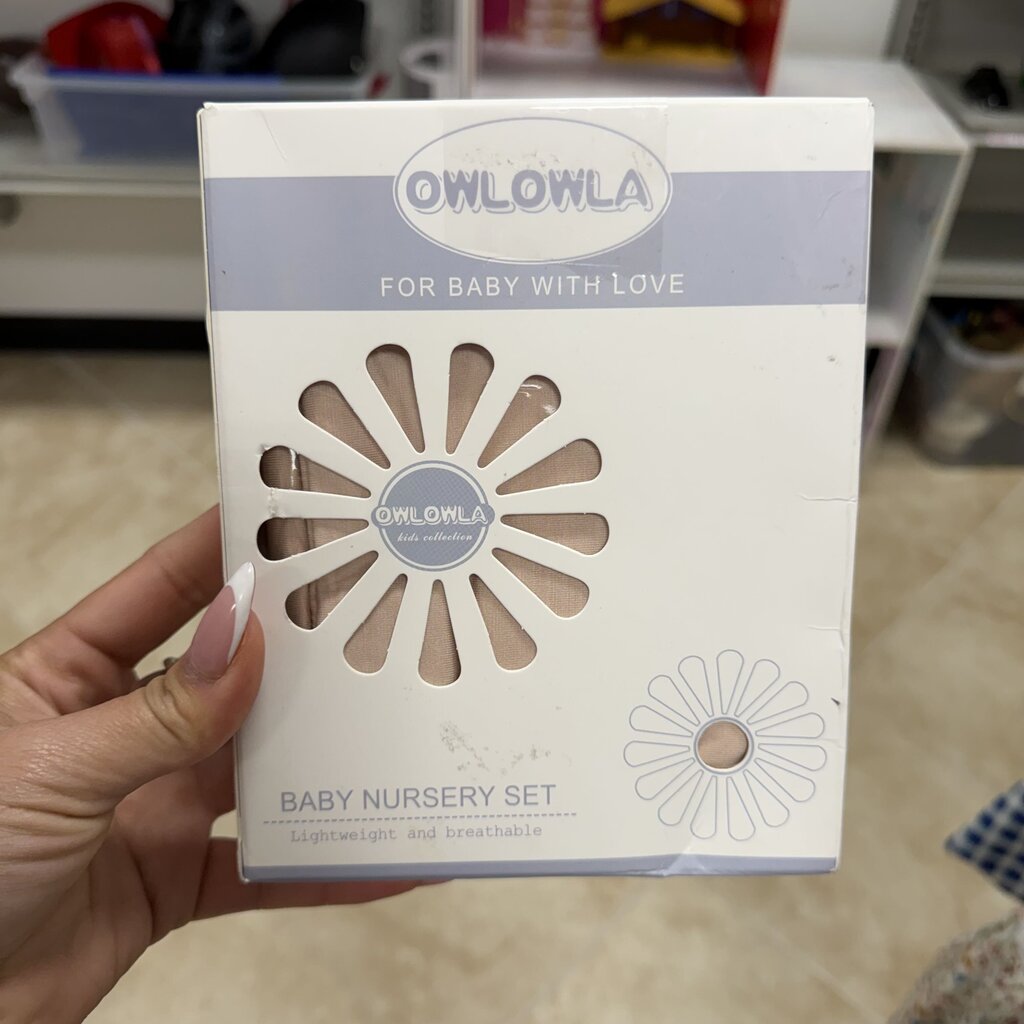 OWLOWLA
FOR BABY WITH LOVE
OWLOWLA
kids collection
BABY NURSERY SET
Lightweight and breathable